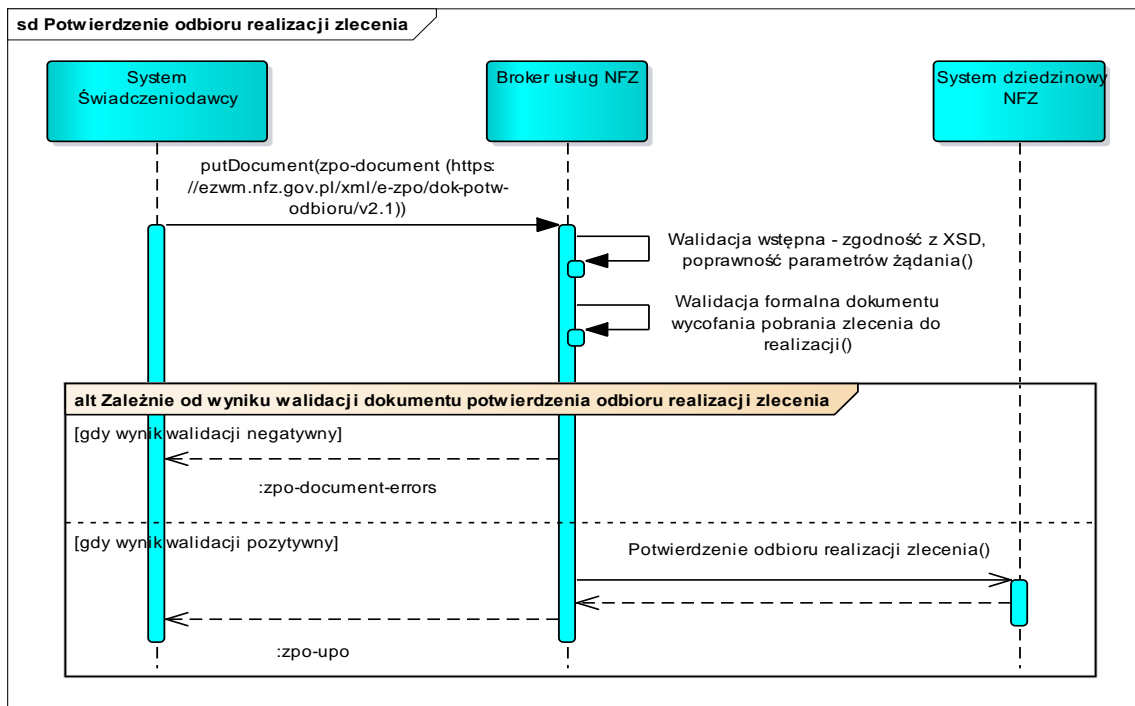 sd Potwierdzenie odbioru realizacji zlecenia
System
Świadczeniodawcy
Broker usług NFZ
System dziedzinowy
NFZ
putDocument(zpo-document (https:
//ezwm.nfz.gov.pl/xml/e-zpo/dok-potw-
odbioru/v2.1))
Walidacja wstępna - zgodność z XSD,
poprawność parametrów żądania()
Walidacja formalna dokumentu
wycofania pobrania zlecenia do
realizacji()
alt Zależnie od wyniku walidacji dokumentu potwierdzenia odbioru realizacji zlecenia
[gdy wynik walidacji negatywny]
:zpo-document-errors
[gdy wynik walidacji pozytywny]
Potwierdzenie odbioru realizacji zlecenia()
:zpo-upo